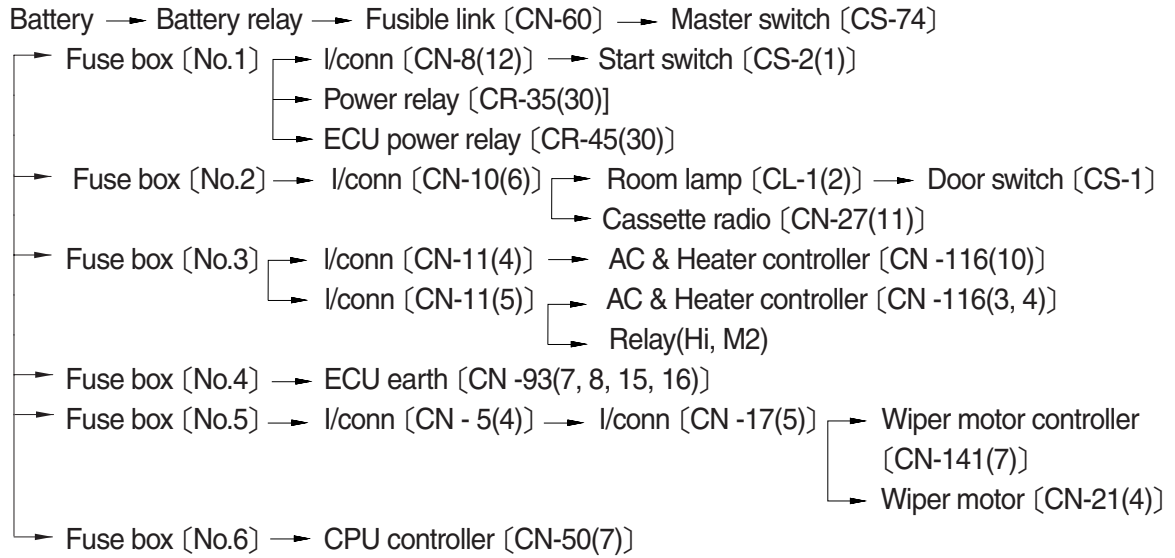 Battery → Battery relay → Fusible link〔CN-60〕 → Master switch〔CS-74〕
Fuse box〔No.1〕 → I/conn〔CN-8(12)〕 → Start switch〔CS-2(1)〕
→ Power relay〔CR-35(30)]
→ ECU power relay〔CR-45(30)〕
Fuse box〔No.2〕 → I/conn〔CN-10(6)〕 → Room lamp〔CL-1(2)〕 → Door switch〔CS-1〕
→ Cassette radio〔CN-27(11)〕
Fuse box〔No.3〕 → I/conn〔CN-11(4)〕 → AC & Heater controller〔CN -116(10)〕
→ I/conn〔CN-11(5)〕 → AC & Heater controller〔CN -116(3, 4)〕
→ Relay(Hi, M2)
Fuse box〔No.4〕 → ECU earth〔CN -93(7, 8, 15, 16)〕
Fuse box〔No.5〕 → I/conn〔CN - 5(4)〕 → I/conn〔CN -17(5)〕 → Wiper motor controller
〔CN-141(7)〕
→ Wiper motor〔CN-21(4)〕
Fuse box〔No.6〕 → CPU controller〔CN-50(7)〕